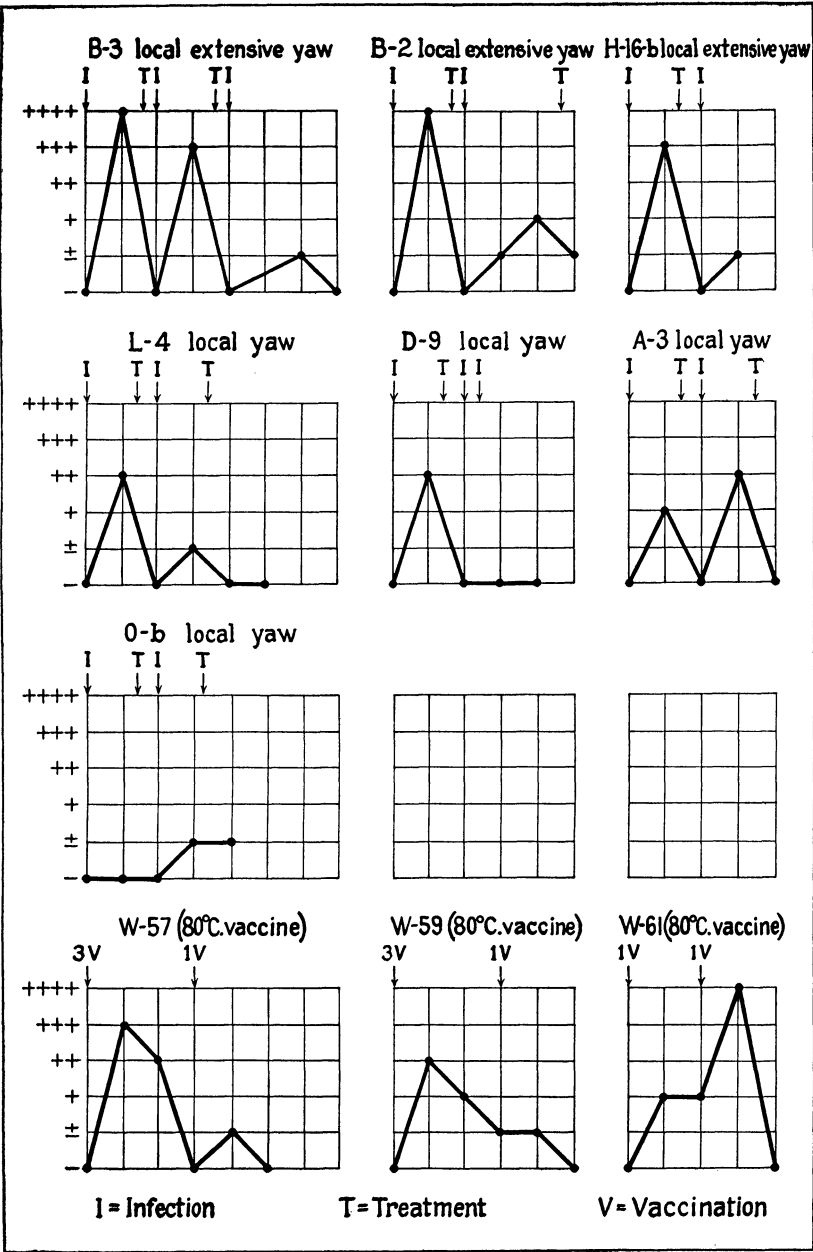 B-3 local extensive yaw B-2 local extensive yaw H-16-b local extensive yaw
I T I T I I T I T I T I
++++
+++
++
+
±
−
L-4 local yaw D-9 local yaw A-3 local yaw
I T I T I T I I I T I T
++++
+++
++
+
±
−
O-b local yaw
I T I T
++++
+++
++
+
±
−
W-57 (80°C. vaccine) W-59 (80°C. vaccine) W-61 (80°C. vaccine)
3V 1V 3V 1V 1V 1V
++++
+++
++
+
±
−
I = Infection T = Treatment V = Vaccination